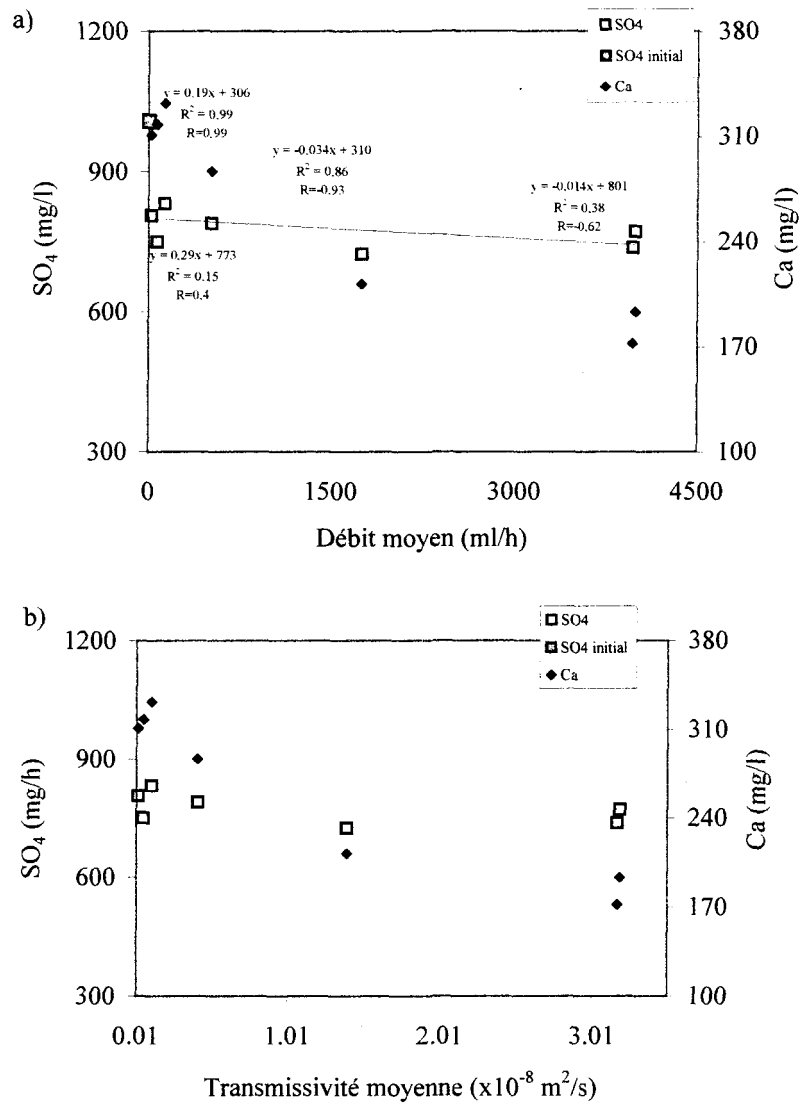 a)
1200
900
600
300
SO₄ (mg/l)
380
310
240
170
100
Ca (mg/l)
SO4
SO4 initial
Ca
y = 0.19x + 306
R² = 0.99
R=0.99
y = -0.034x + 310
R² = 0.86
R=-0.93
-0.014x + 801
R² = 0.38
R=-0.62
y = 0.29x + 773
R² = 0.15
R=0.4
0
1500
3000
4500
Débit moyen (ml/h)
b)
1200
900
600
300
SO₄ (mg/h)
380
310
240
170
100
Ca (mg/l)
SO4
SO4 initial
Ca
0.01
1.01
2.01
3.01
Transmissivité moyenne (x10⁻⁸ m²/s)